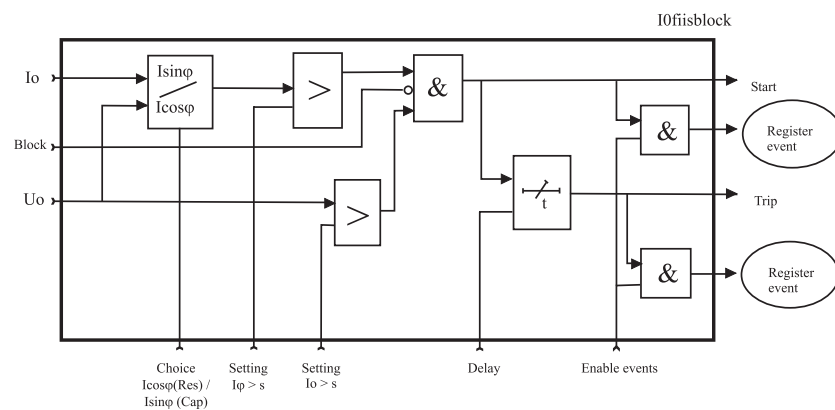 I0fiisblock
Io
Isinφ
Icosφ
>
&
Start
Block
&
Register
event
Uo
>
t
Trip
&
Register
event
Choice
Icosφ(Res) /
Isinφ (Cap)
Setting
Iφ > s
Setting
Io > s
Delay
Enable events